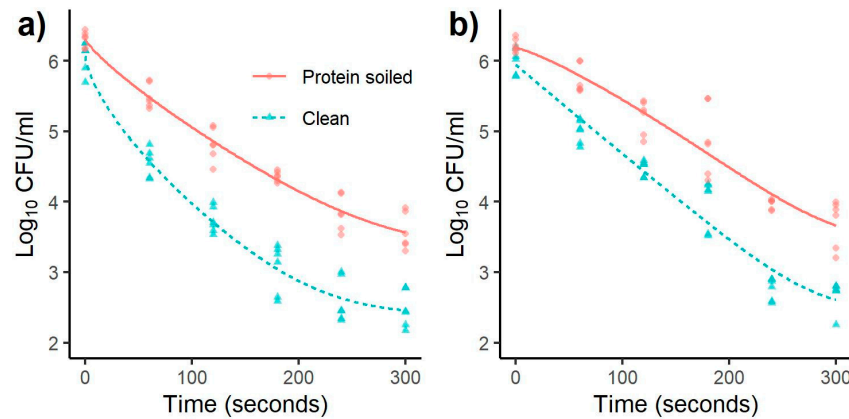 a)
b)
Log10 CFU/ml
6
5
4
3
2
Protein soiled
Clean
0
100
200
300
Time (seconds)
Log10 CFU/ml
6
5
4
3
2
0
100
200
300
Time (seconds)